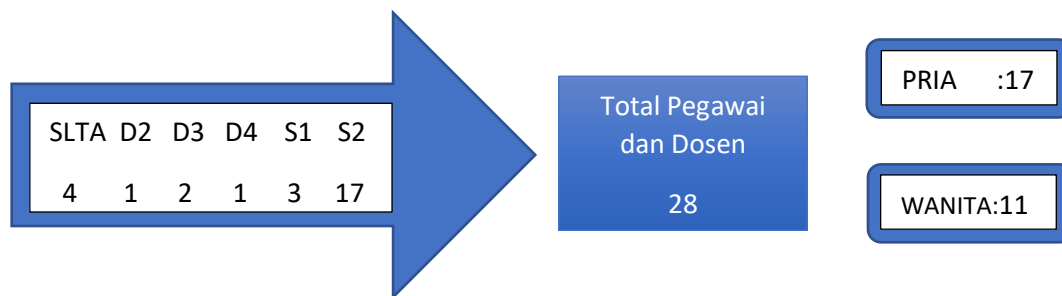 SLTA D2 D3 D4 S1 S2
4 1 2 1 3 17
Total Pegawai
dan Dosen
28
PRIA :17
WANITA:11